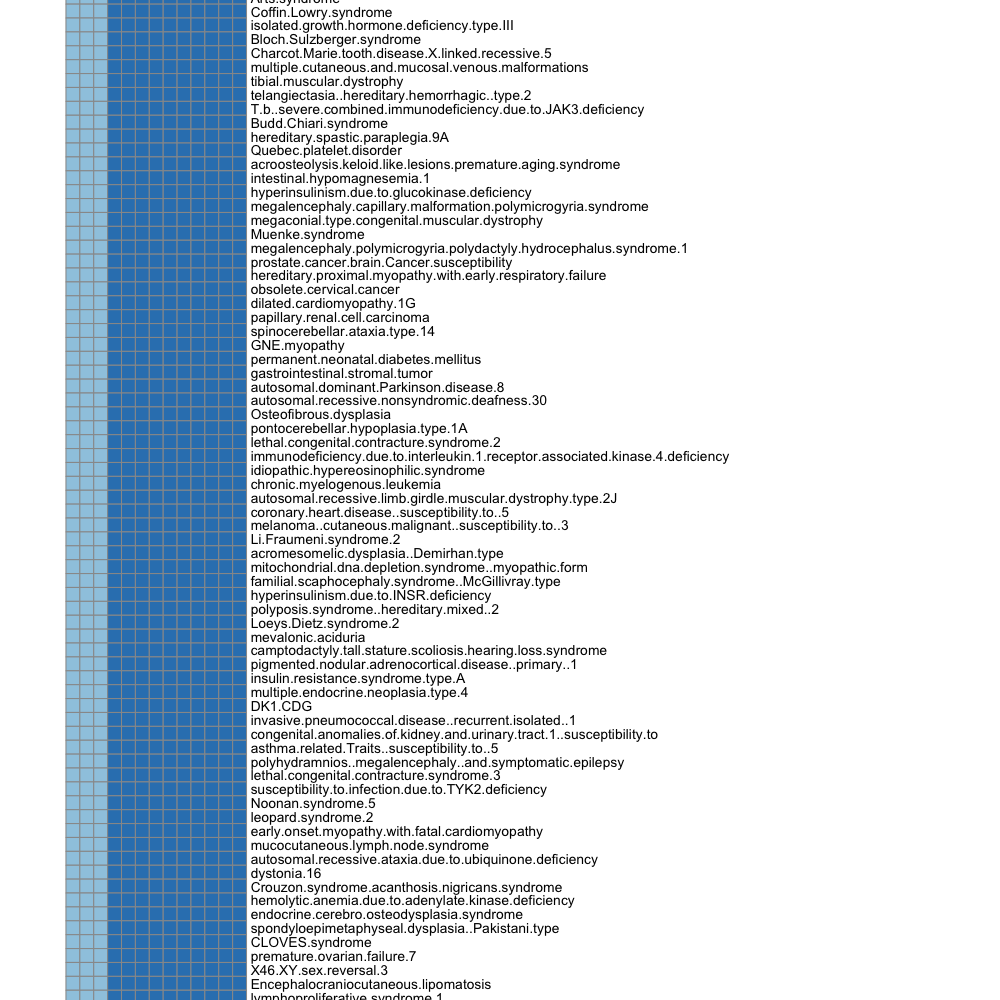 Arts.syndrome
Coffin.Lowry.syndrome
isolated.growth.hormone.deficiency.type.III
Bloch.Sulzberger.syndrome
Charcot.Marie.tooth.disease.X.linked.recessive.5
multiple.cutaneous.and.mucosal.venous.malformations
tibial.muscular.dystrophy
telangiectasia..hereditary.hemorrhagic..type.2
T.b..severe.combined.immunodeficiency.due.to.JAK3.deficiency
Budd.Chiari.syndrome
hereditary.spastic.paraplegia.9A
Quebec.platelet.disorder
acroosteolysis.keloid.like.lesions.premature.aging.syndrome
intestinal.hypomagnesemia.1
hyperinsulinism.due.to.glucokinase.deficiency
megalencephaly.capillary.malformation.polymicrogyria.syndrome
megaconial.type.congenital.muscular.dystrophy
Muenke.syndrome
megalencephaly.polymicrogyria.polydactyly.hydrocephalus.syndrome.1
prostate.cancer.brain.Cancer.susceptibility
hereditary.proximal.myopathy.with.early.respiratory.failure
obsolete.cervical.cancer
dilated.cardiomyopathy.1G
papillary.renal.cell.carcinoma
spinocerebellar.ataxia.type.14
GNE.myopathy
permanent.neonatal.diabetes.mellitus
gastrointestinal.stromal.tumor
autosomal.dominant.Parkinson.disease.8
autosomal.recessive.nonsyndromic.deafness.30
Osteofibrous.dysplasia
pontocerebellar.hypoplasia.type.1A
lethal.congenital.contracture.syndrome.2
immunodeficiency.due.to.interleukin.1.receptor.associated.kinase.4.deficiency
idiopathic.hypereosinophilic.syndrome
chronic.myelogenous.leukemia
autosomal.recessive.limb.girdle.muscular.dystrophy.type.2J
coronary.heart.disease..susceptibility.to..5
melanoma..cutaneous.malignant..susceptibility.to..3
Li.Fraumeni.syndrome.2
acromesomelic.dysplasia..Demirhan.type
mitochondrial.dna.depletion.syndrome..myopathic.form
familial.scaphocephaly.syndrome..McGillivray.type
hyperinsulinism.due.to.INSR.deficiency
polyposis.syndrome..hereditary.mixed..2
Loeys.Dietz.syndrome.2
mevalonic.aciduria
camptodactyly.tall.stature.scoliosis.hearing.loss.syndrome
pigmented.nodular.adrenocortical.disease..primary..1
insulin.resistance.syndrome.type.A
multiple.endocrine.neoplasia.type.4
DK1.CDG
invasive.pneumococcal.disease..recurrent.isolated..1
congenital.anomalies.of.kidney.and.urinary.tract.1..susceptibility.to
asthma.related.Traits..susceptibility.to..5
polyhydramnios..megalencephaly..and.symptomatic.epilepsy
lethal.congenital.contracture.syndrome.3
susceptibility.to.infection.due.to.TYK2.deficiency
Noonan.syndrome.5
leopard.syndrome.2
early.onset.myopathy.with.fatal.cardiomyopathy
mucocutaneous.lymph.node.syndrome
autosomal.recessive.ataxia.due.to.ubiquinone.deficiency
dystonia.16
Crouzon.syndrome.acanthosis.nigricans.syndrome
hemolytic.anemia.due.to.adenylate.kinase.deficiency
endocrine.cerebro.osteodysplasia.syndrome
spondyloepimetaphyseal.dysplasia..Pakistani.type
CLOVES.syndrome
premature.ovarian.failure.7
X46.XY.sex.reversal.3
Encephalocraniocutaneous.lipomatosis
lymphoproliferative.syndrome.1